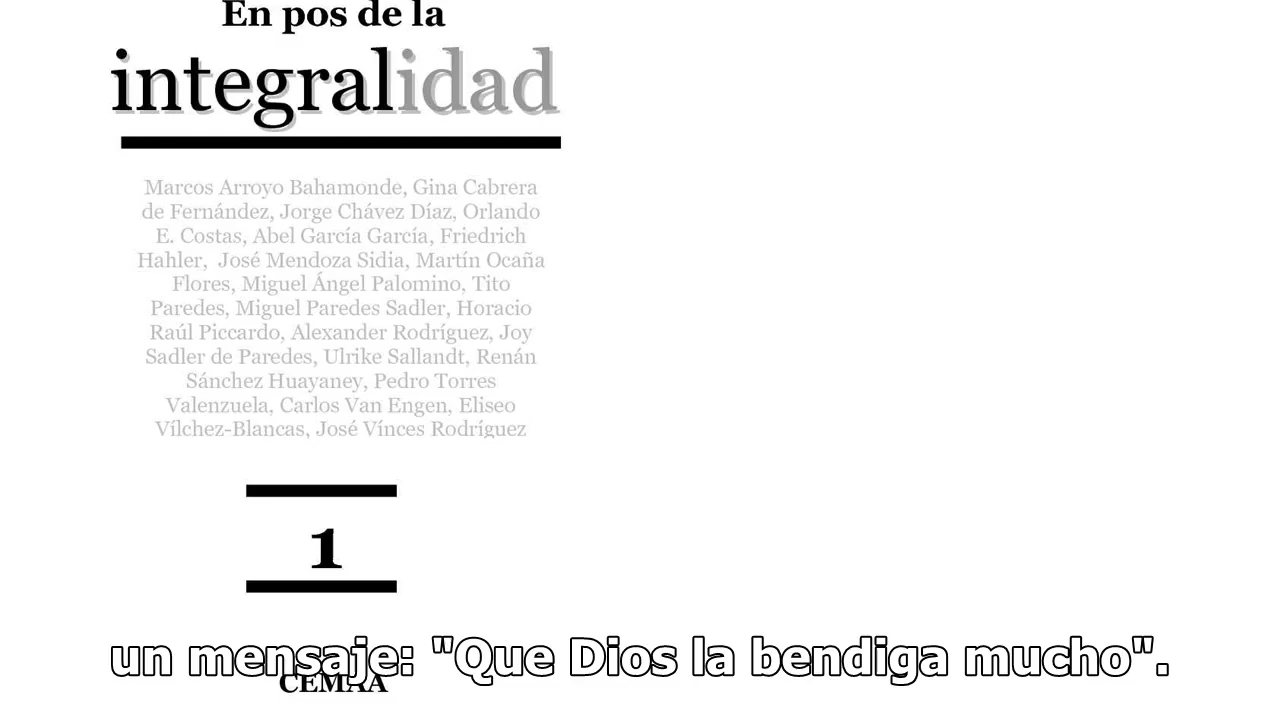 En pos de la
integralidad
Marcos Arroyo Bahamonde, Gina Cabrera
de Fernández, Jorge Chávez Díaz, Orlando
E. Costas, Abel García García, Friedrich
Hahler, José Mendoza Sidia, Martín Ocaña
Flores, Miguel Ángel Palomino, Tito
Paredes, Miguel Paredes Sadler, Horacio
Raúl Piccardo, Alexander Rodríguez, Joy
Sadler de Paredes, Ulrike Sallandt, Renán
Sánchez Huayaney, Pedro Torres
Valenzuela, Carlos Van Engen, Eliseo
Vílchez-Blancas, José Vínces Rodríguez
1
un mensaje: "Que Dios la bendiga mucho".